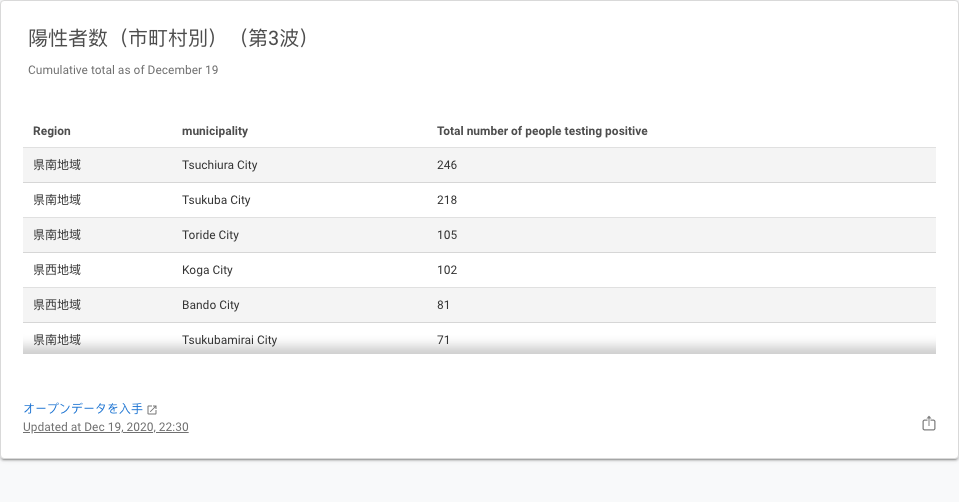 陽性者数（市町村別）（第3波）
Cumulative total as of December 19
Region municipality Total number of people testing positive
県南地域 Tsuchiura City 246
県南地域 Tsukuba City 218
県南地域 Toride City 105
県西地域 Koga City 102
県西地域 Bando City 81
県南地域 Tsukubamirai City 71
オープンデータを入手
Updated at Dec 19, 2020, 22:30